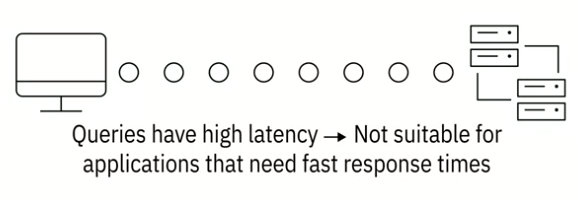 Queries have high latency → Not suitable for
applications that need fast response times